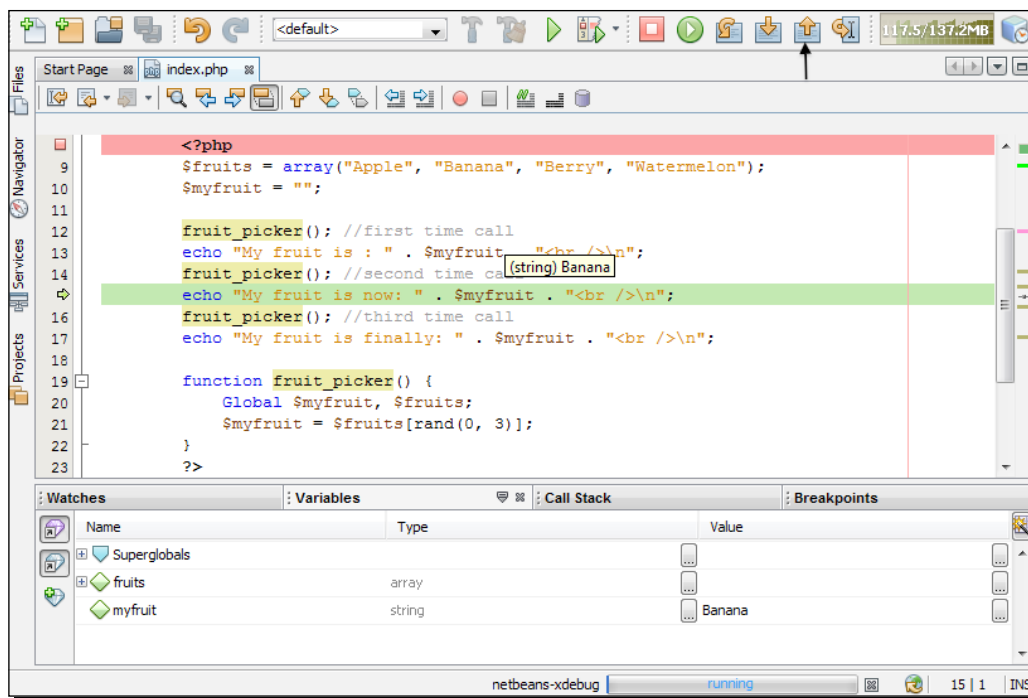 <default>
117.5/137.2MB
Files
Navigator
Services
Projects
Start Page
index.php
<?php
9 $fruits = array("Apple", "Banana", "Berry", "Watermelon");
10 $myfruit = "";
11
12 fruit_picker(); //first time call
13 echo "My fruit is : " . $myfruit . "<br />\n";
(string) Banana
14 fruit_picker(); //second time ca
echo "My fruit is now: " . $myfruit . "<br />\n";
16 fruit_picker(); //third time call
17 echo "My fruit is finally: " . $myfruit . "<br />\n";
18
19 function fruit_picker() {
20 Global $myfruit, $fruits;
21 $myfruit = $fruits[rand(0, 3)];
22 }
23 ?>
Watches Variables Call Stack Breakpoints
Name Type Value
Superglobals
fruits array
myfruit string Banana
netbeans-xdebug running 15 | 1 INS